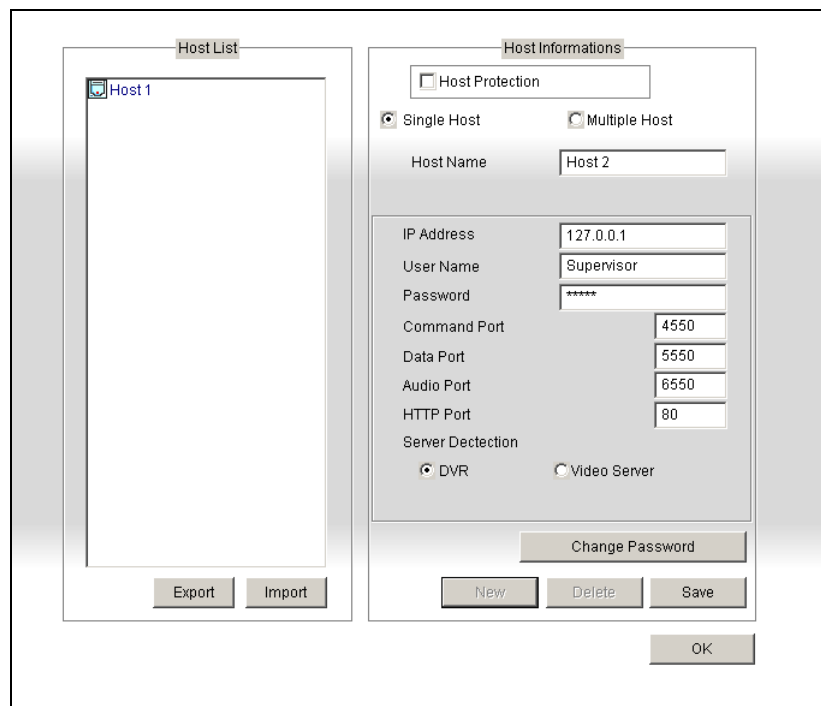 Host List
Host 1
Export Import
Host Informations
Host Protection
Single Host Multiple Host
Host Name Host 2
IP Address 127.0.0.1
User Name Supervisor
Password *****
Command Port 4550
Data Port 5550
Audio Port 6550
HTTP Port 80
Server Dectection
DVR Video Server
Change Password
New Delete Save
OK